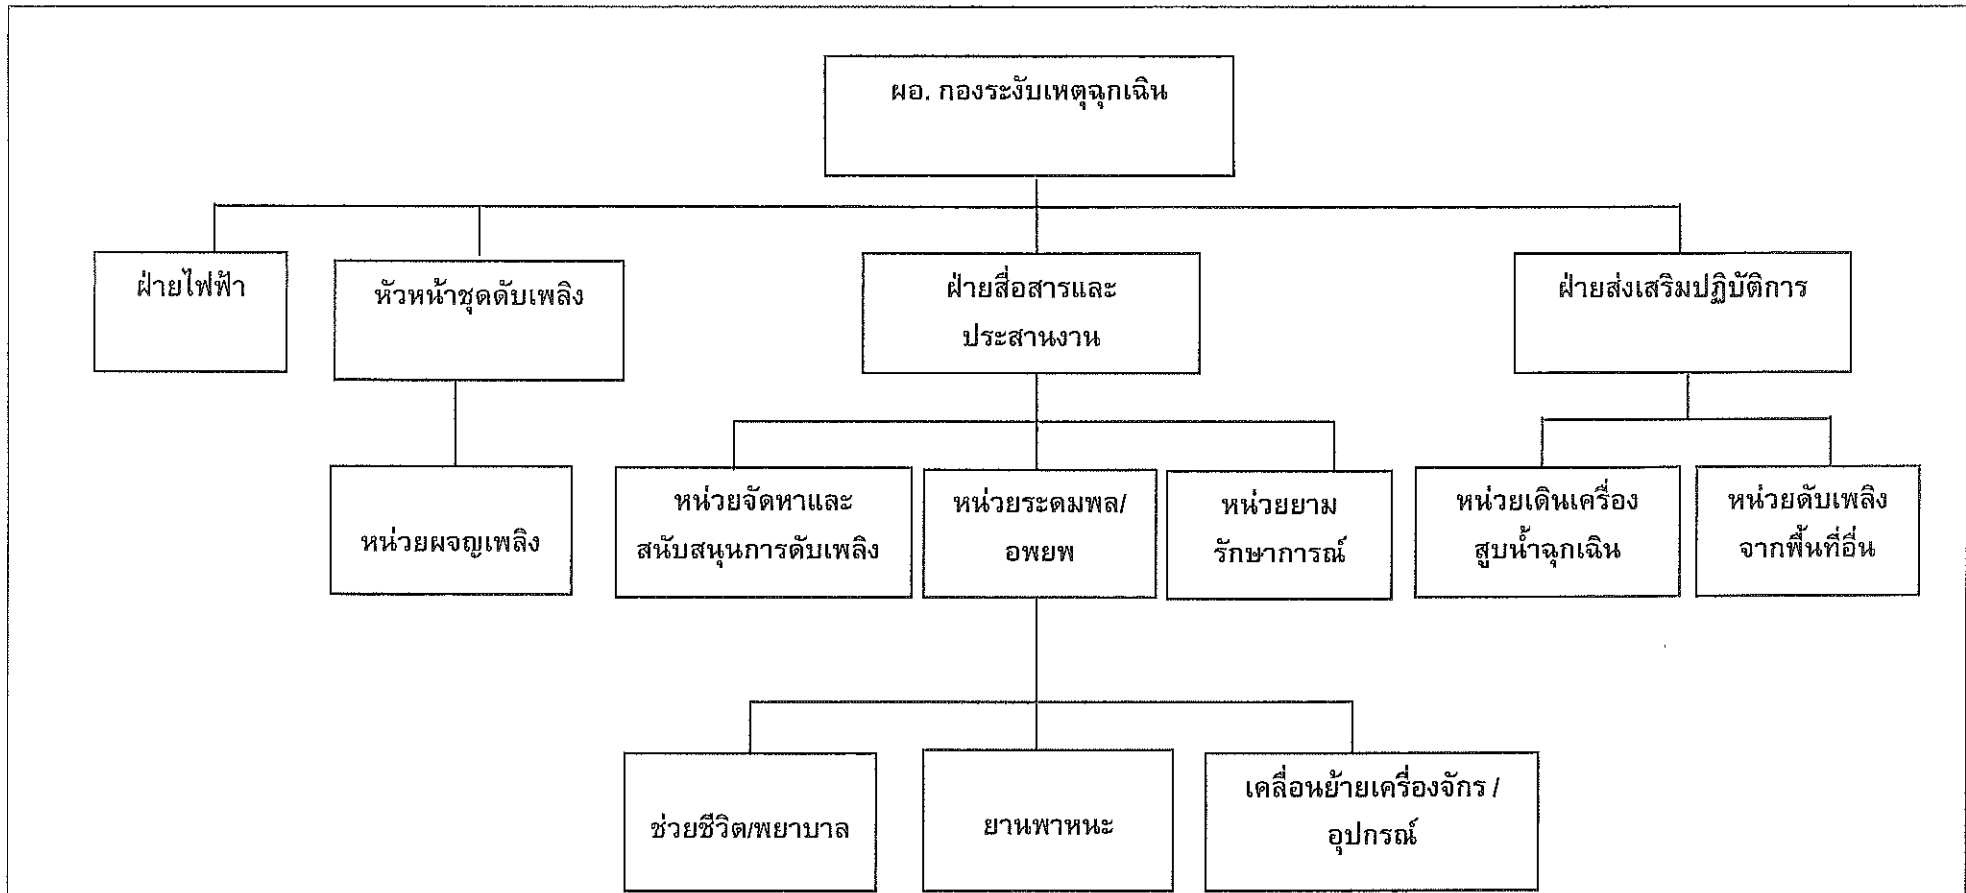 ผอ. กองระงับเหตุฉุกเฉิน
ฝ่ายไฟฟ้า
หัวหน้าชุดดับเพลิง
ฝ่ายสื่อสารและ
ประสานงาน
ฝ่ายส่งเสริมปฏิบัติการ
หน่วยผจญเพลิง
หน่วยจัดหาและ
สนับสนุนการดับเพลิง
หน่วยระดมพล/
อพยพ
หน่วยยาม
รักษาการณ์
หน่วยเดินเครื่อง
สูบน้ำฉุกเฉิน
หน่วยดับเพลิง
จากพื้นที่อื่น
ช่วยชีวิต/พยาบาล
ยานพาหนะ
เคลื่อนย้ายเครื่องจักร /
อุปกรณ์